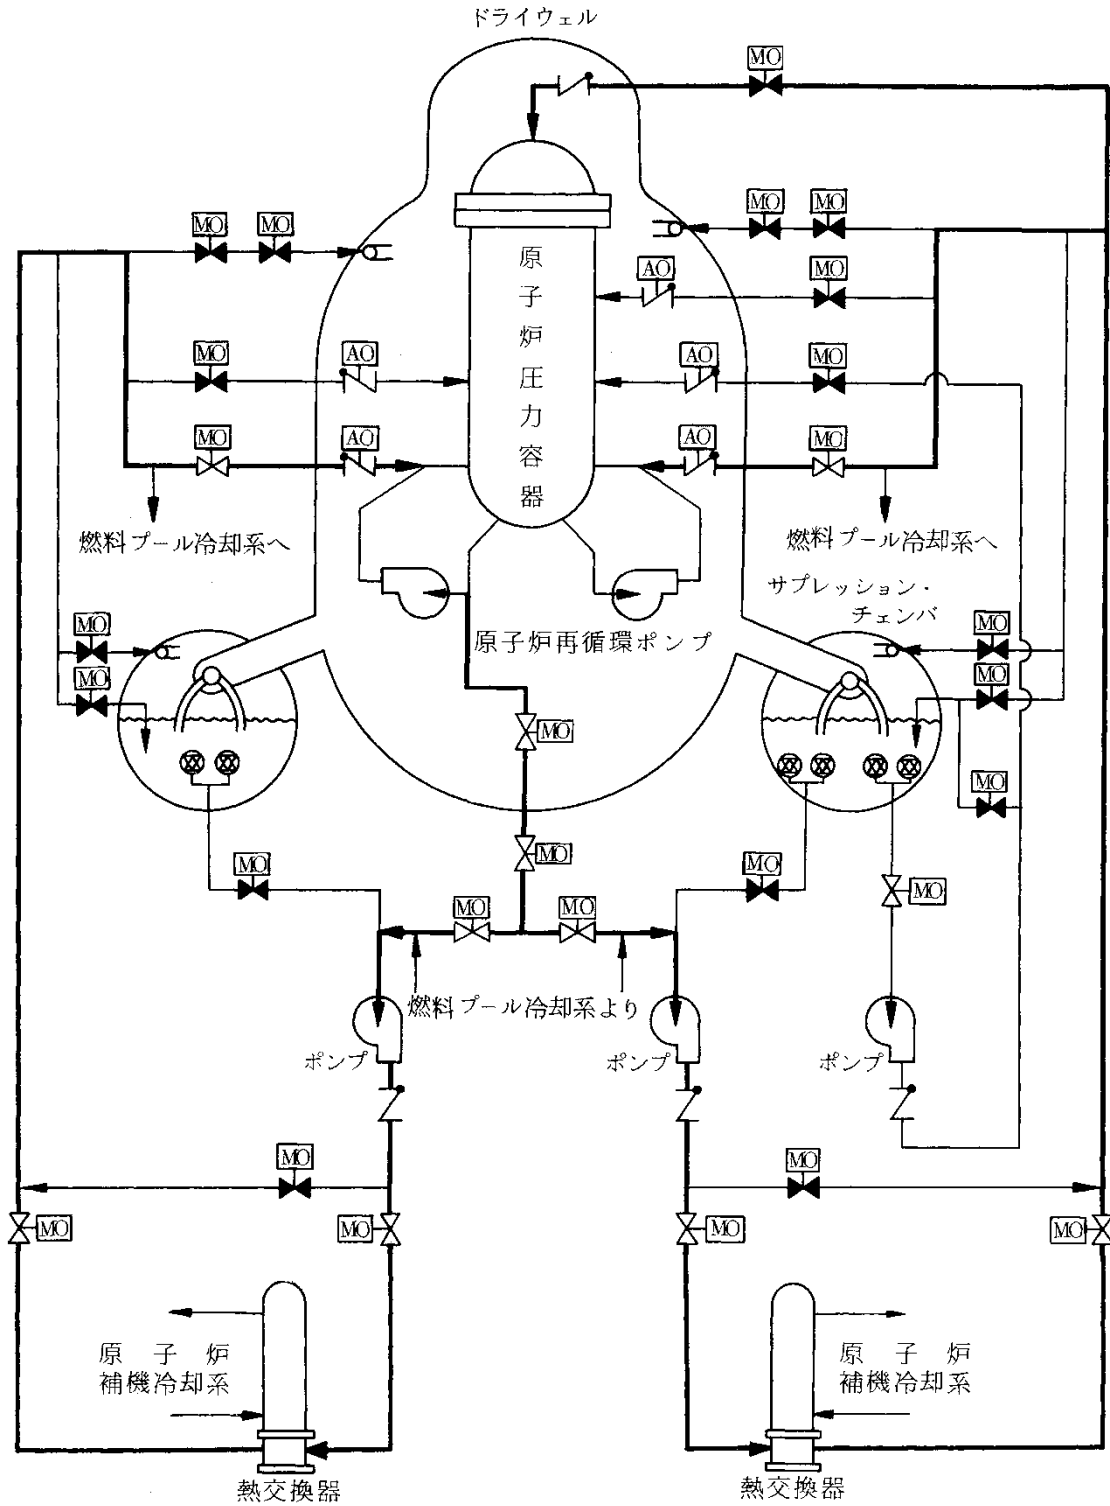 ドライウェル
MO
MO
MO
MO
MO
原子炉圧力容器
AO
MO
MO
AO
AO
MO
MO
AO
AO
MO
燃料プール冷却系へ
燃料プール冷却系へ
サプレッション・
チェンバ
MO
MO
原子炉再循環ポンプ
MO
MO
MO
MO
MO
MO
MO
MO
MO
MO
燃料プール冷却系より
ポンプ
ポンプ
ポンプ
MO
MO
MO
MO
MO
MO
原子炉
補機冷却系
原子炉
補機冷却系
熱交換器
熱交換器